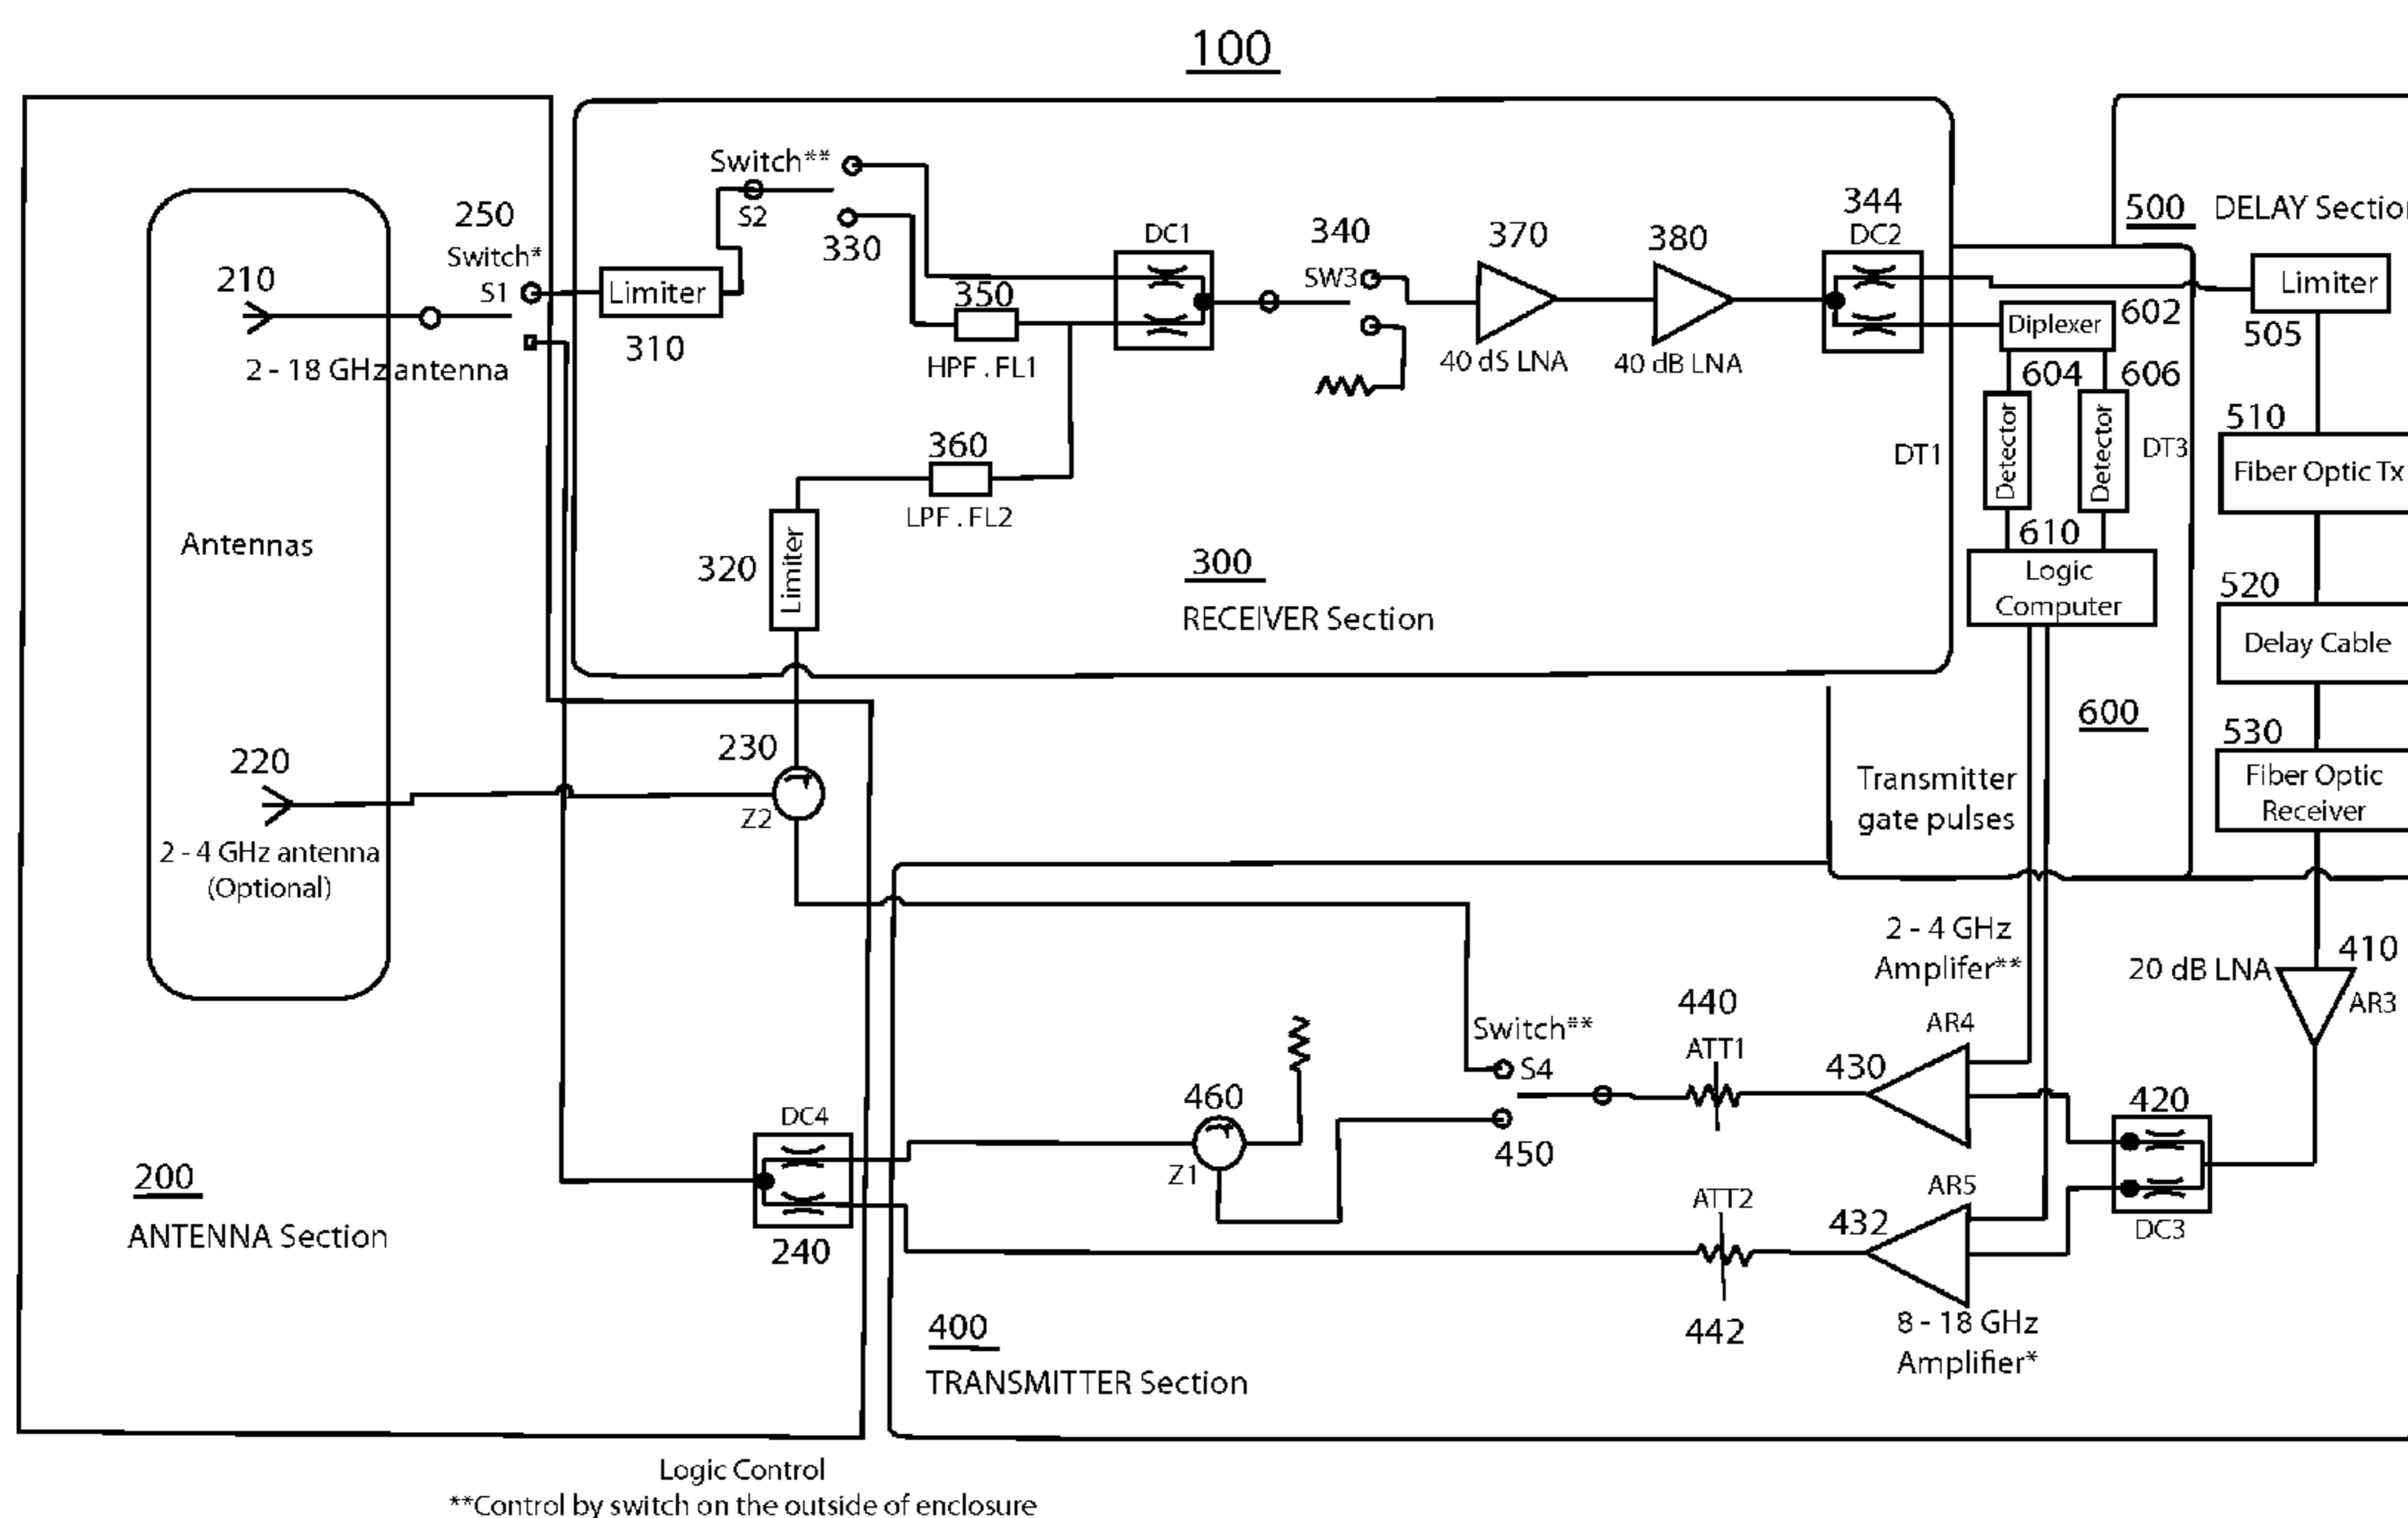 100
Switch**
S2
330
250
Switch*
S1
210
2 - 18 GHz antenna
Limiter
310
DC1
350
HPF . FL1
340
SW3
370
40 dS LNA
380
40 dB LNA
344
DC2
500 DELAY Section
Limiter
505
Diplexer
602
604
606
Detector
Detector
DT1
DT3
510
Fiber Optic Tx
360
LPF . FL2
Antennas
320
Limiter
300
RECEIVER Section
610
Logic
Computer
520
Delay Cable
600
530
Fiber Optic
Receiver
230
Z2
220
2 - 4 GHz antenna
(Optional)
Transmitter
gate pulses
2 - 4 GHz
Amplifer**
20 dB LNA
410
AR3
440
ATT1
Switch**
S4
450
AR4
430
460
Z1
420
DC3
DC4
240
200
ANTENNA Section
ATT2
442
AR5
432
8 - 18 GHz
Amplifier*
400
TRANSMITTER Section
Logic Control
**Control by switch on the outside of enclosure